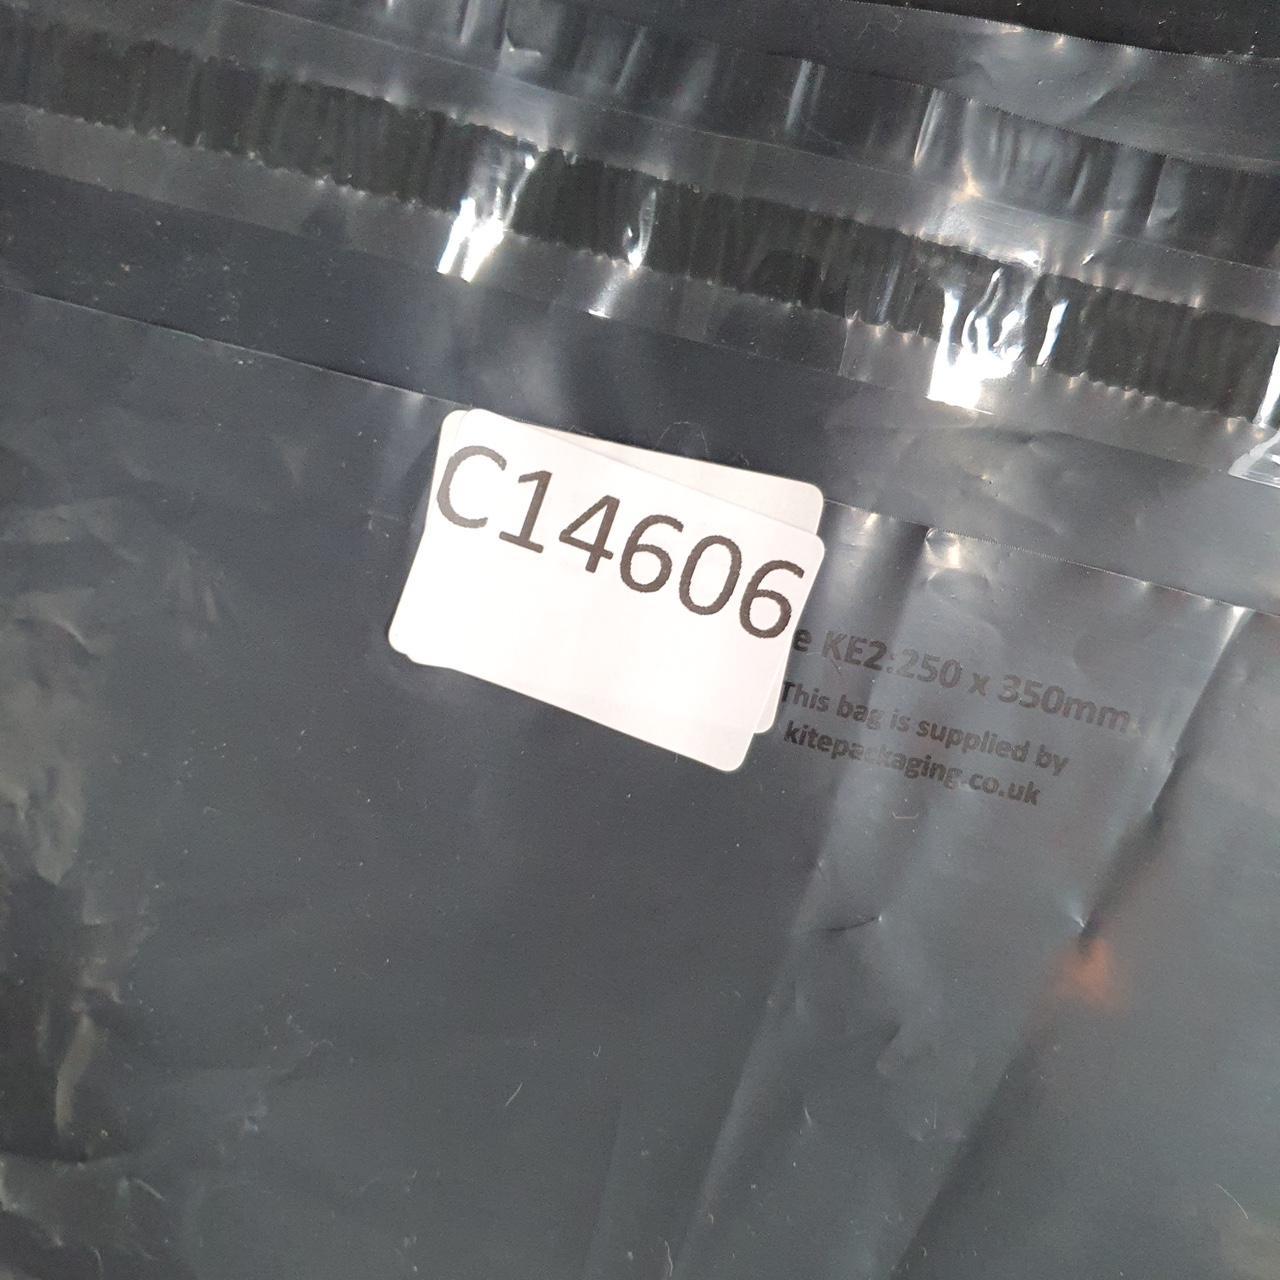 C14606
e KE2:250 x 350mm
This bag is supplied by
kitepackaging.co.uk